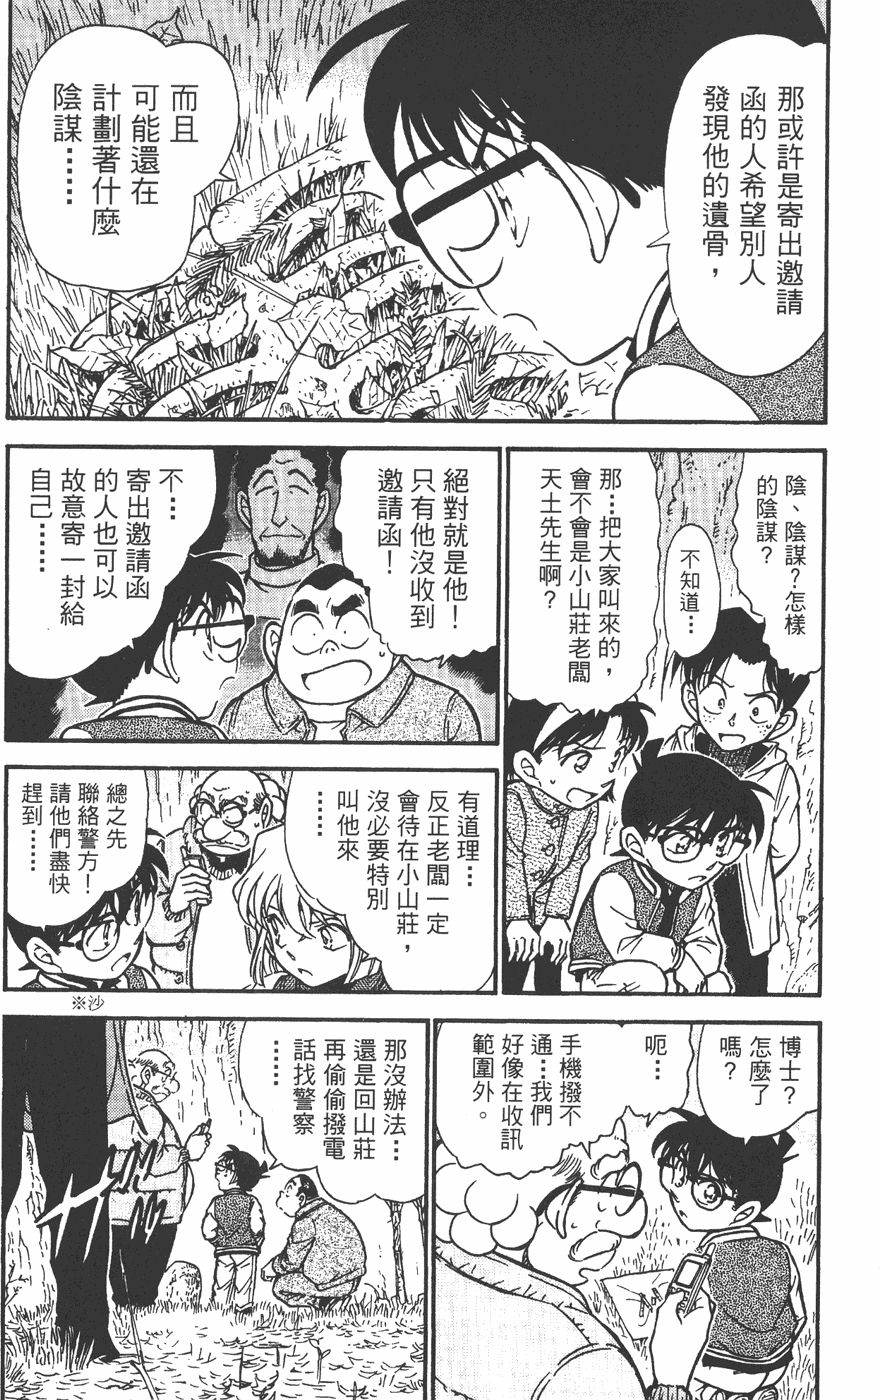 那或許是寄出邀請
函的人希望別人
發現他的遺骨，
而且
可能還在
計劃著什麼
陰謀……
陰、陰謀？怎樣
的陰謀？
不知道…
那…把大家叫來的，
會不會是小山莊老闆
天土先生啊？
絕對就是他！
只有他沒收到
邀請函！
不…
寄出邀請函
的人也可以
故意寄一封給
自己……
有道理…
反正老闆一定
會待在小山莊，
沒必要特別
叫他來
……
總之先
聯絡警方！
請他們盡快
趕到……
博士？
怎麼了
嗎？
呃…
手機撥不
通…我們
好像在收訊
範圍外。
※沙
那沒辦法…
還是回山莊
再偷偷撥電
話找警察
……